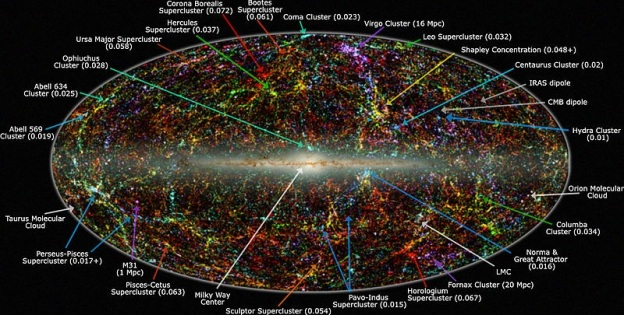 Corona Borealis
Supercluster (0.072)
Bootes
Supercluster
(0.061)
Coma Cluster (0.023)
Hercules
Supercluster
(0.037)
Virgo Cluster (16 Mpc)
Ursa Major Supercluster
(0.058)
Leo Supercluster (0.032)
Shapley Concentration (0.048+)
Ophiuchus
Cluster
(0.028)
Centaurus Cluster (0.02)
Abell 634
Cluster (0.025)
IRAS dipole
CMB dipole
Abell 569
Cluster
(0.019)
Hydra Cluster
(0.01)
Orion Molecular
Cloud
Taurus Molecular
Cloud
Columba
Cluster (0.034)
Perseus-Pisces
Supercluster (0.017+)
M31
(1 Mpc)
Norma &
Great Attractor
(0.016)
LMC
Pisces-Cetus
Supercluster (0.063)
Milky Way
Center
Sculptor Supercluster (0.054)
Pavo-Indus
Supercluster (0.015)
Horologium
Supercluster (0.067)
Fornax Cluster (20 Mpc)